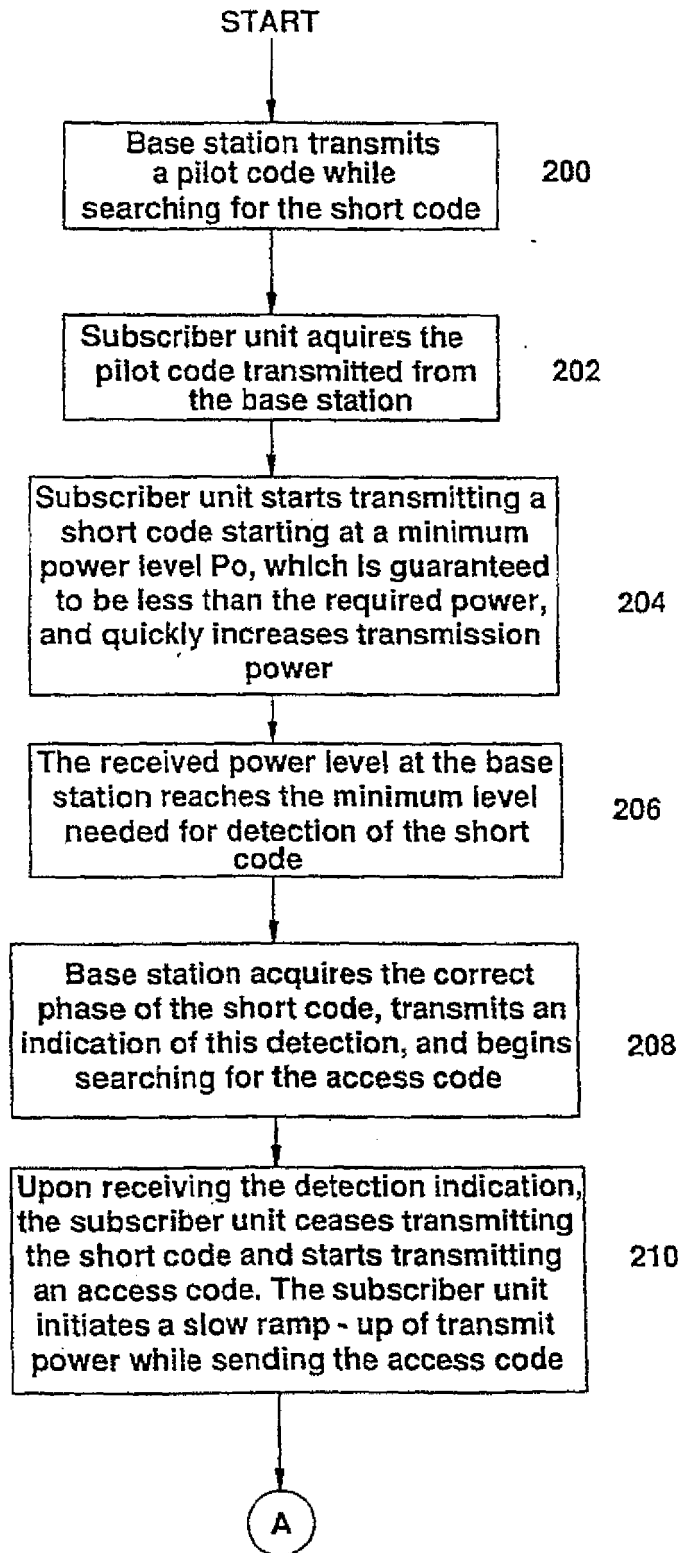 START
Base station transmits
a pilot code while
searching for the short code
200
Subscriber unit aquires the
pilot code transmitted from
the base station
202
Subscriber unit starts transmitting a
short code starting at a minimum
power level Po, which is guaranteed
to be less than the required power,
and quickly increases transmission
power
204
The received power level at the base
station reaches the minimum level
needed for detection of the short
code
206
Base station acquires the correct
phase of the short code, transmits an
indication of this detection, and begins
searching for the access code
208
Upon receiving the detection indication,
the subscriber unit ceases transmitting
the short code and starts transmitting
an access code. The subscriber unit
initiates a slow ramp - up of transmit
power while sending the access code
210
A